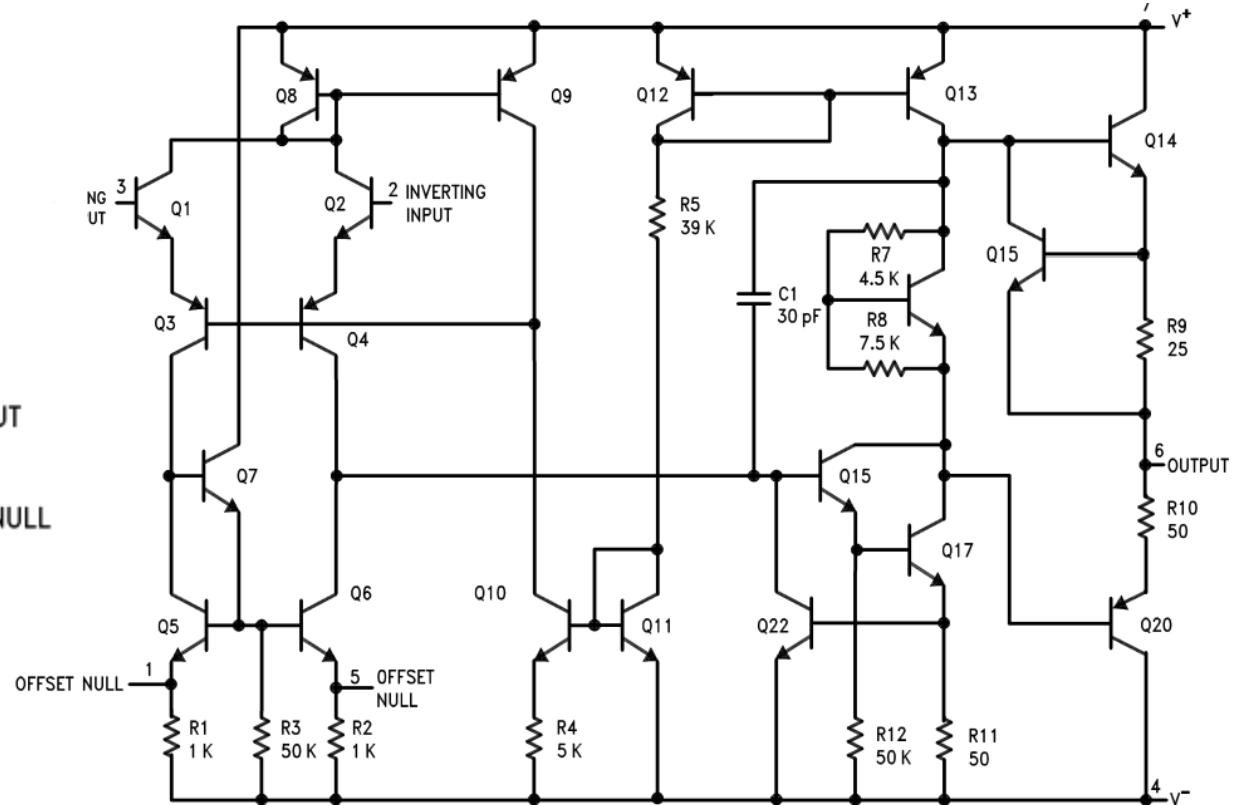 7
V+
Q8
Q9
Q12
Q13
Q14
3
NG
UT
Q1
Q2
2 INVERTING
INPUT
R5
39 K
Q15
R7
4.5 K
C1
30 pF
R8
7.5 K
Q3
Q4
R9
25
UT
Q7
6
OUTPUT
Q15
R10
50
NULL
Q17
Q5
Q6
Q10
Q11
Q22
Q20
1
OFFSET NULL
5 OFFSET
NULL
R1
1 K
R3
50 K
R2
1 K
R4
5 K
R12
50 K
R11
50
4
V-